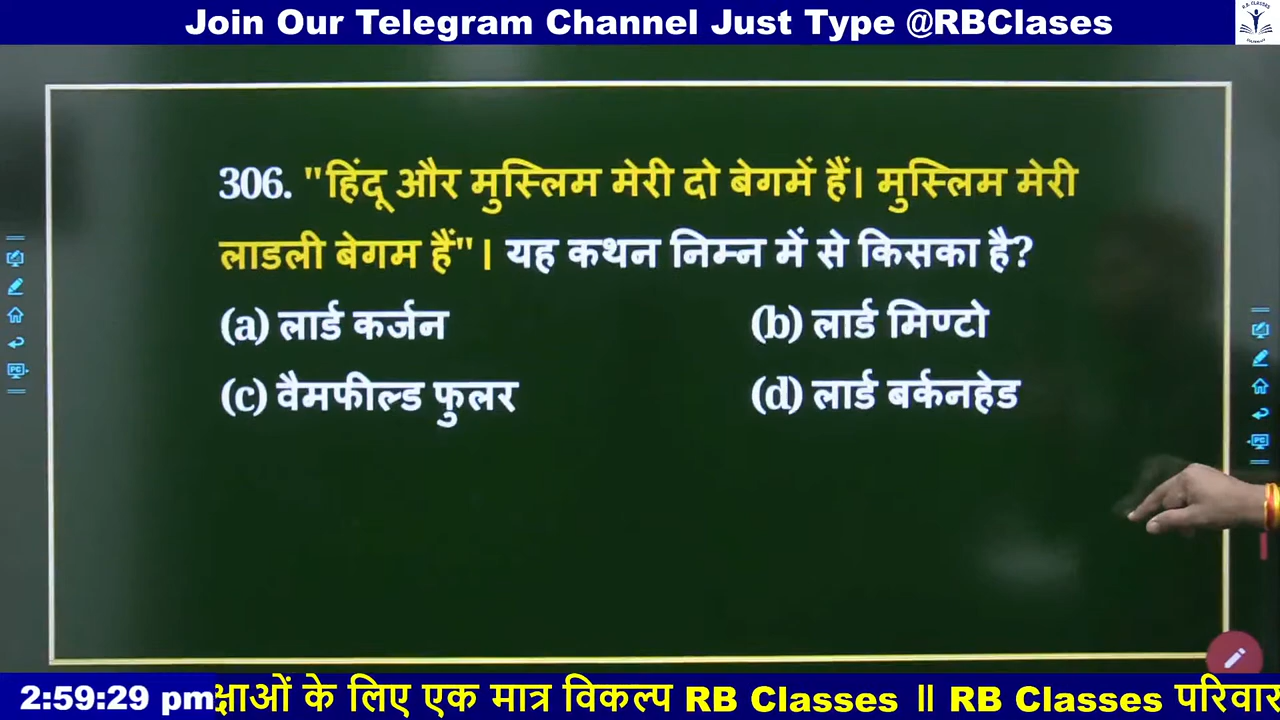 Join Our Telegram Channel Just Type @RBClases
306. "हिंदू और मुस्लिम मेरी दो बेगमें हैं। मुस्लिम मेरी
लाडली बेगम हैं"। यह कथन निम्न में से किसका है?
(a) लार्ड कर्जन (b) लार्ड मिण्टो
(c) वैमफील्ड फुलर (d) लार्ड बर्कनहेड
2:59:29 pm
क्षाओं के लिए एक मात्र विकल्प RB Classes ॥ RB Classes परिवार